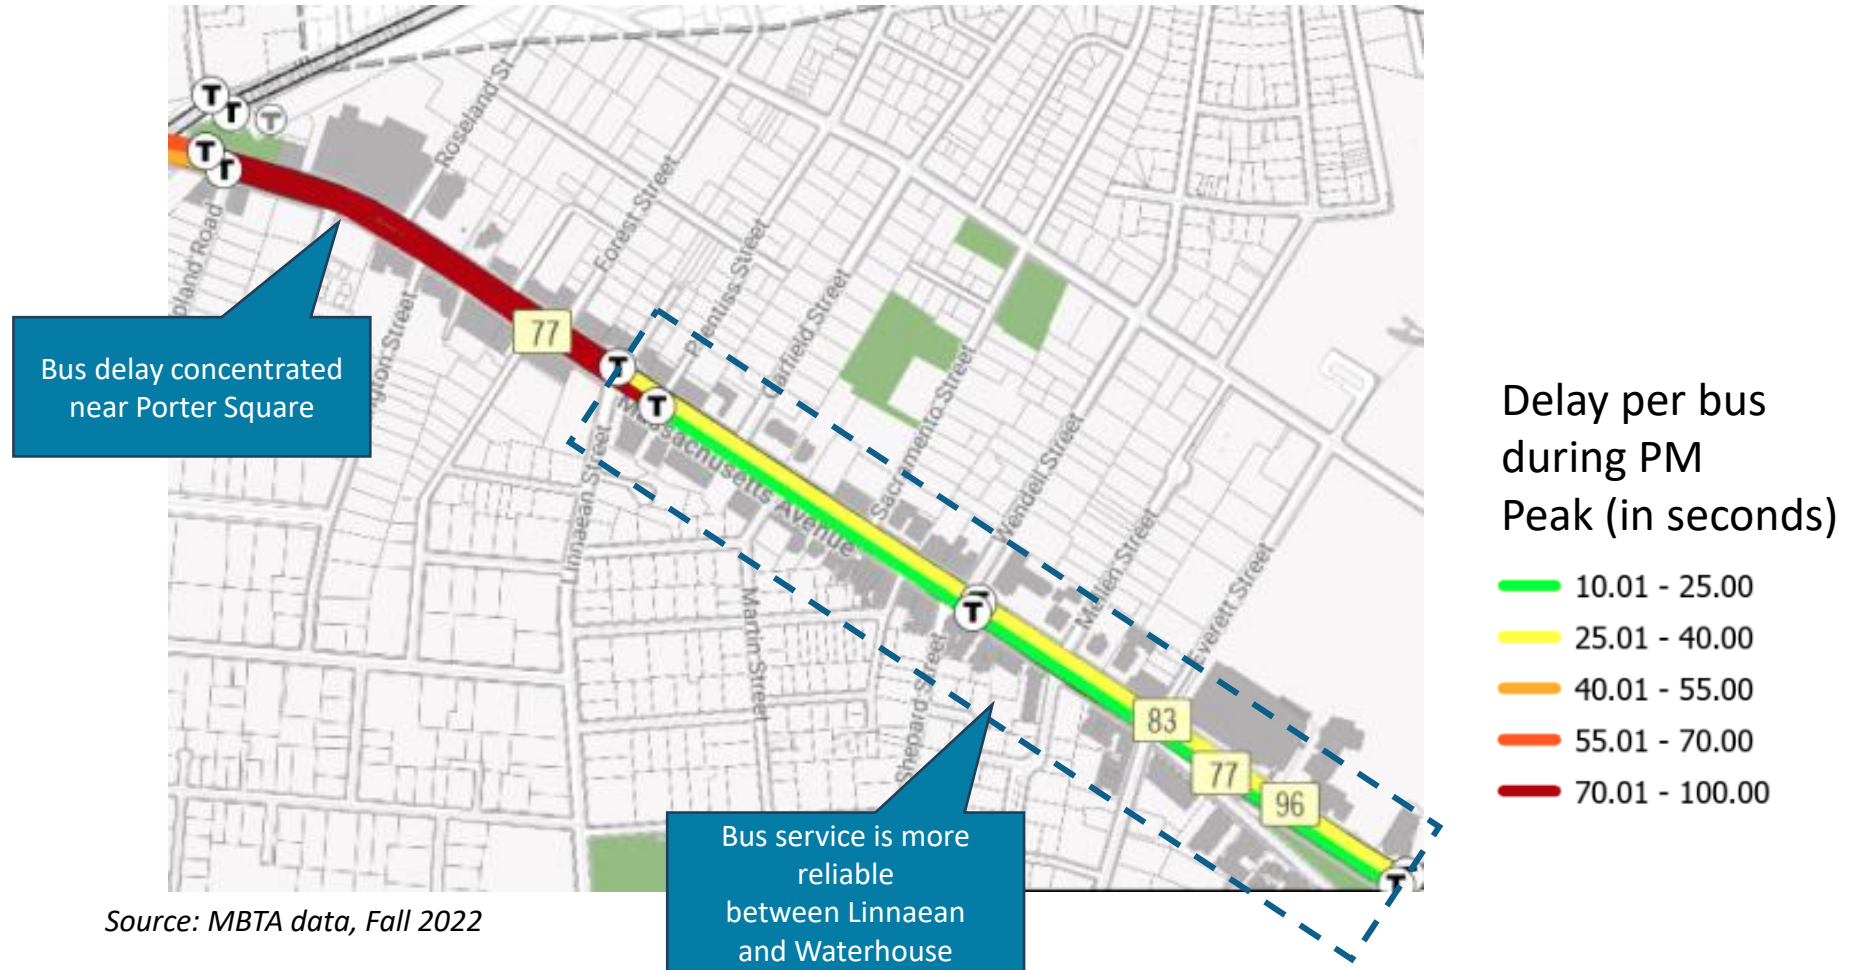 T
T
T
T
T
Roseland St
Forest Street
Prentiss Street
Garfield Street
Sacramento Street
Wendell Street
Mellen Street
Everett Street
77
Bus delay concentrated
near Porter Square
T
T
Massachusetts Avenue
Linnaean Street
Martin Street
Shepard Street
T
83
77
96
T
Bus service is more
reliable
between Linnaean
and Waterhouse
Delay per bus
during PM
Peak (in seconds)
10.01 - 25.00
25.01 - 40.00
40.01 - 55.00
55.01 - 70.00
70.01 - 100.00
Source: MBTA data, Fall 2022